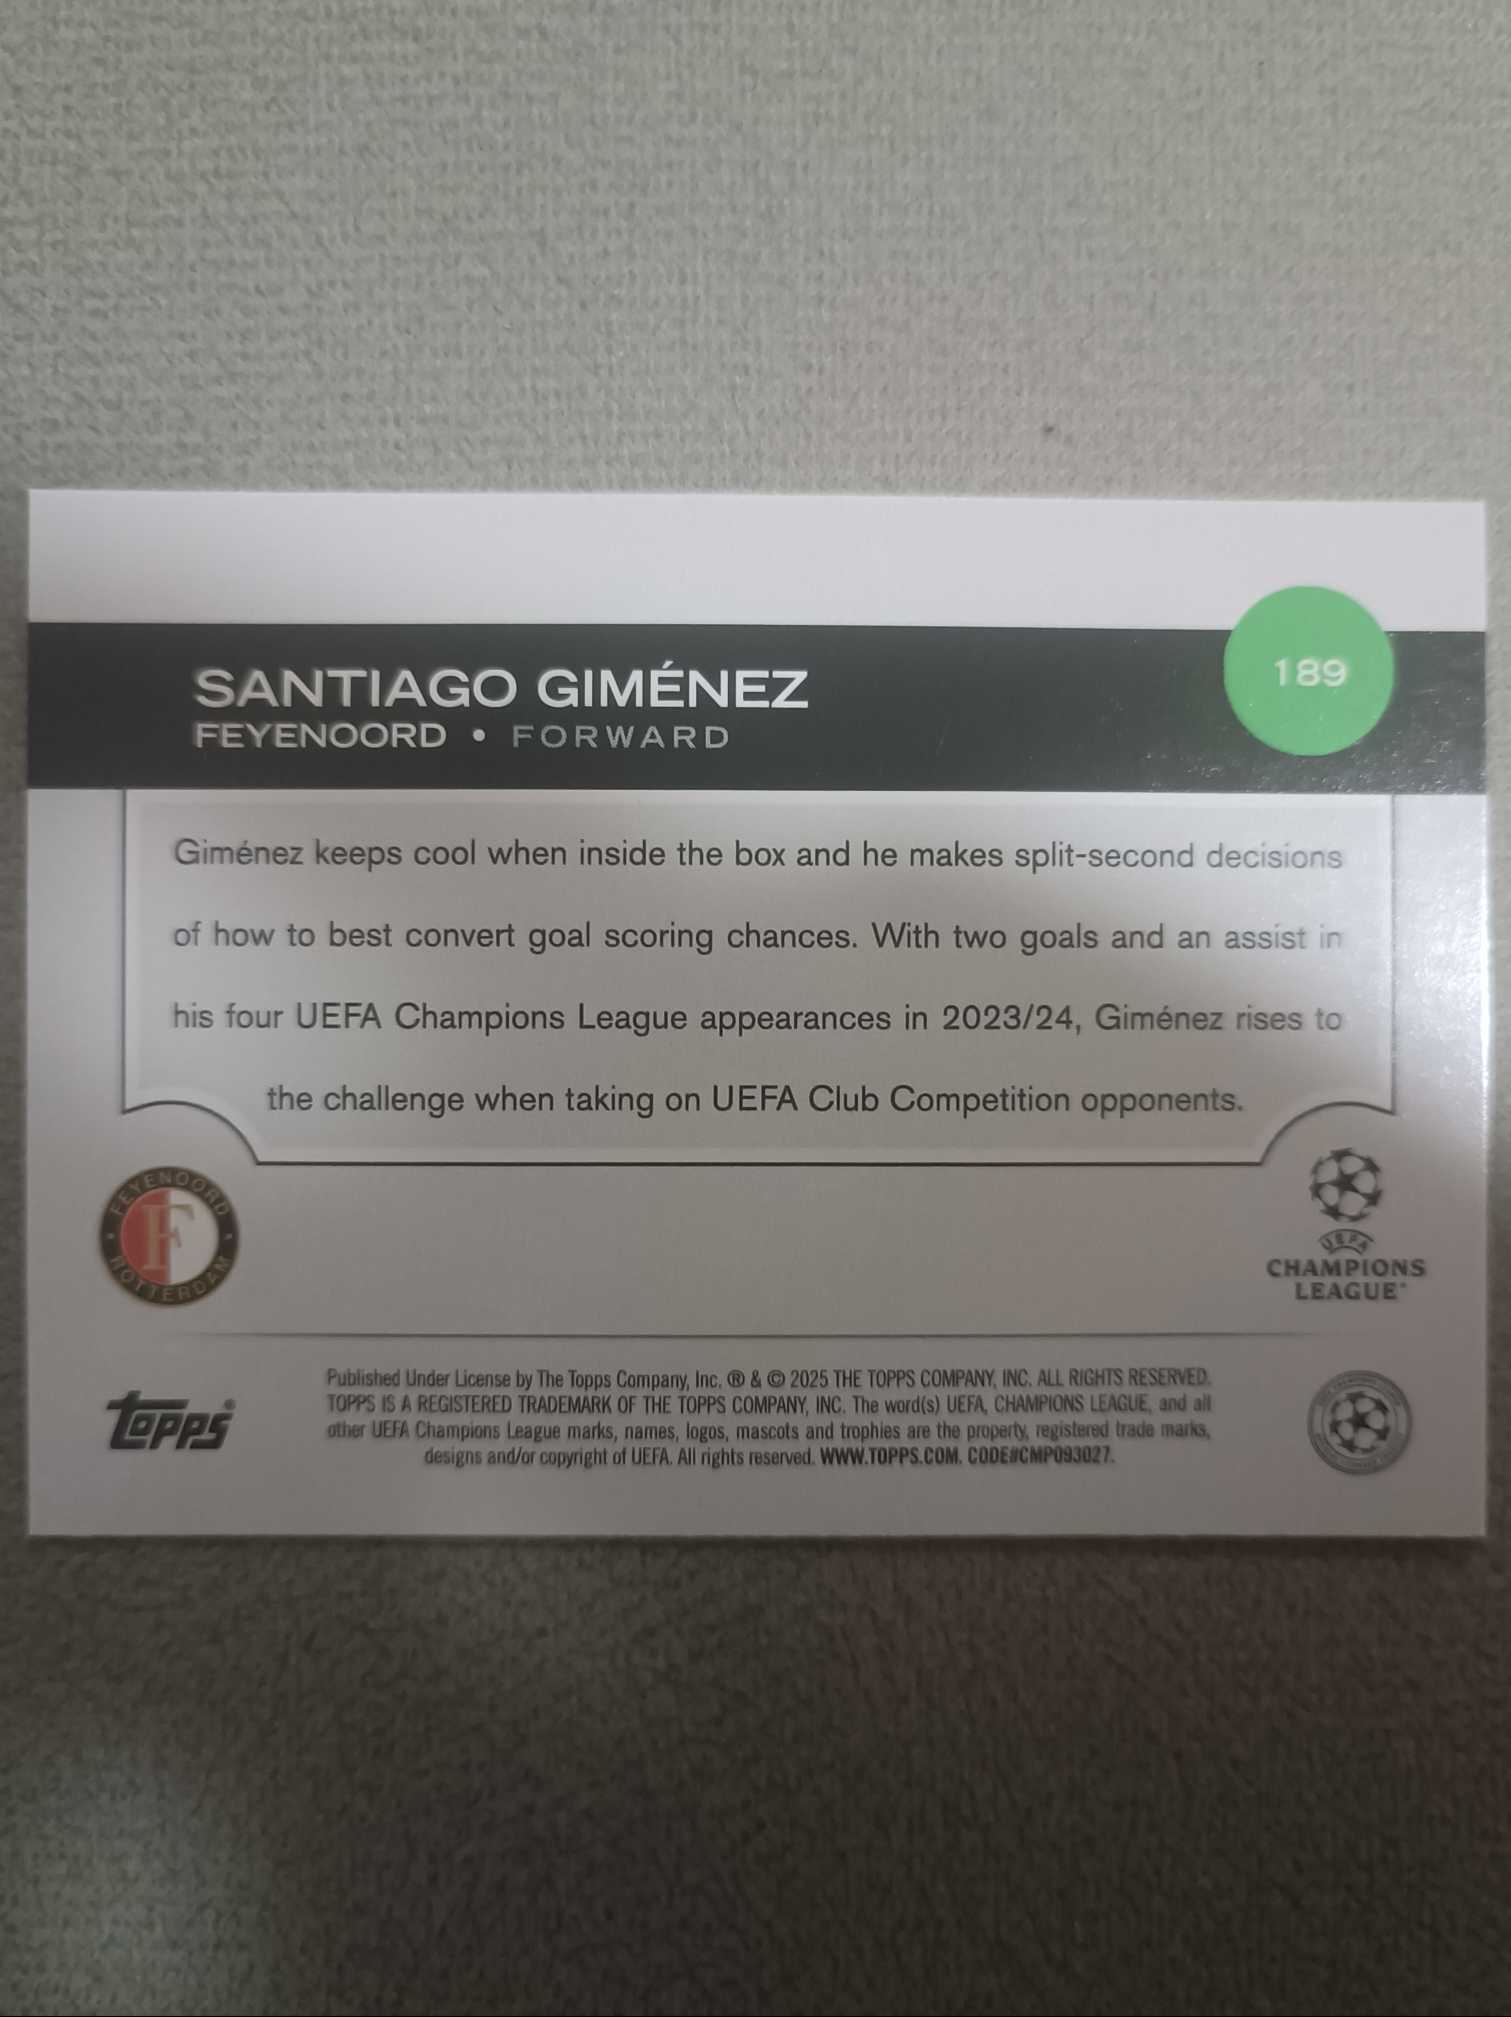 SANTIAGO GIMÉNEZ
FEYENOORD • FORWARD
189
Giménez keeps cool when inside the box and he makes split-second decisions
of how to best convert goal scoring chances. With two goals and an assist in
his four UEFA Champions League appearances in 2023/24, Giménez rises to
the challenge when taking on UEFA Club Competition opponents.
FEYENOORD
F
ROTTERDAM
UEFA
CHAMPIONS
LEAGUE®
topps®
Published Under License by The Topps Company, Inc. ® & © 2025 THE TOPPS COMPANY, INC. ALL RIGHTS RESERVED.
TOPPS IS A REGISTERED TRADEMARK OF THE TOPPS COMPANY, INC. The word(s) UEFA, CHAMPIONS LEAGUE, and all
other UEFA Champions League marks, names, logos, mascots and trophies are the property, registered trade marks,
designs and/or copyright of UEFA. All rights reserved. WWW.TOPPS.COM. CODE#CMP093027.